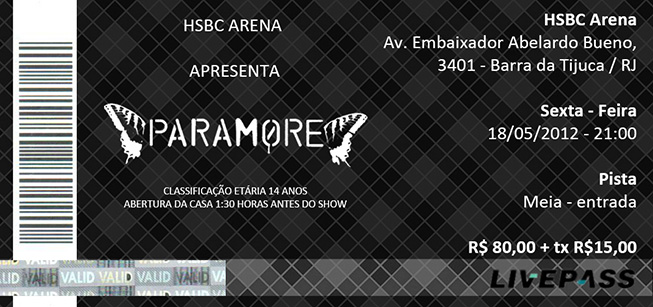 HSBC ARENA
APRESENTA
PARAMORE
CLASSIFICAÇÃO ETÁRIA 14 ANOS
ABERTURA DA CASA 1:30 HORAS ANTES DO SHOW
HSBC Arena
Av. Embaixador Abelardo Bueno,
3401 - Barra da Tijuca / RJ
Sexta - Feira
18/05/2012 - 21:00
Pista
Meia - entrada
R$ 80,00 + tx R$15,00
VALID VALID VALID VALID VALID
LIVEPASS